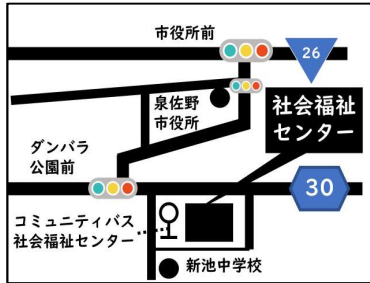 市役所前
26
泉佐野
市役所
社会福祉
センター
ダンバラ
公園前
30
コミュニティバス
社会福祉センター
新池中学校